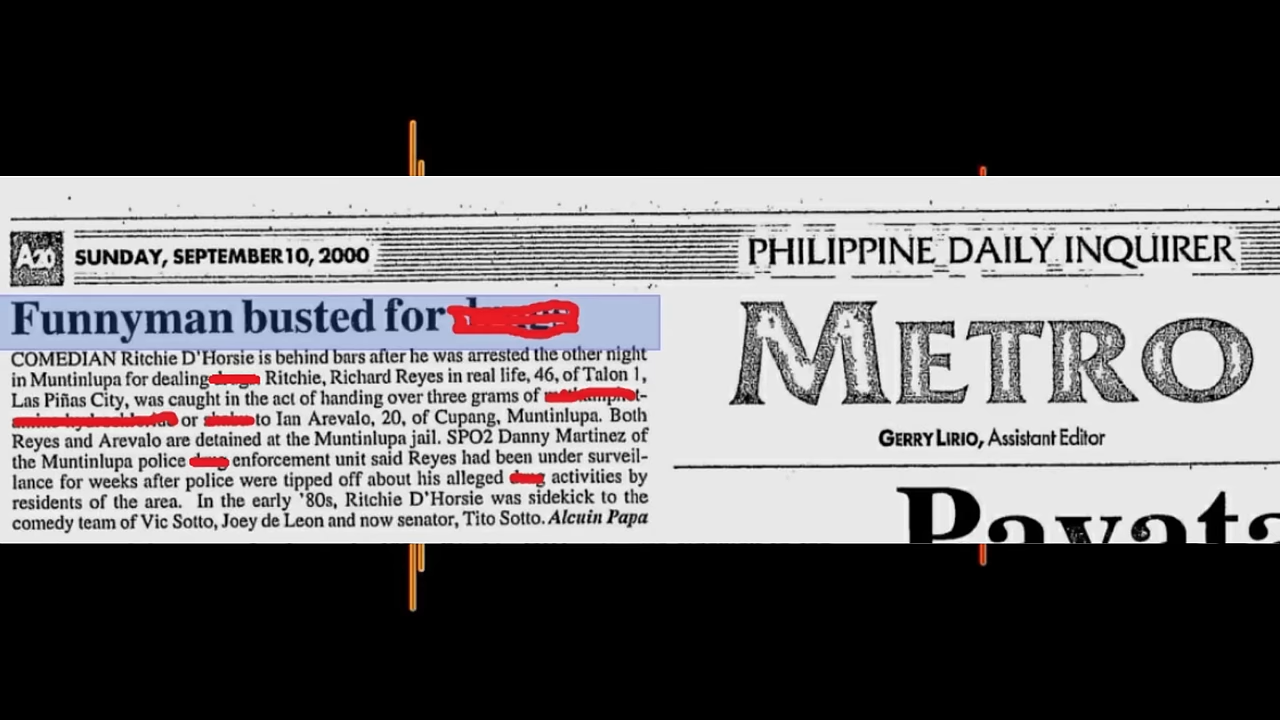 A20
SUNDAY, SEPTEMBER 10, 2000
PHILIPPINE DAILY INQUIRER
Funnyman busted for
COMEDIAN Ritchie D'Horsie is behind bars after he was arrested the other night
in Muntinlupa for dealing Ritchie, Richard Reyes in real life, 46, of Talon 1,
Las Piñas City, was caught in the act of handing over three grams of
or to Ian Arevalo, 20, of Cupang, Muntinlupa. Both
Reyes and Arevalo are detained at the Muntinlupa jail. SPO2 Danny Martinez of
the Muntinlupa police enforcement unit said Reyes had been under surveil-
lance for weeks after police were tipped off about his alleged activities by
residents of the area. In the early '80s, Ritchie D'Horsie was sidekick to the
comedy team of Vic Sotto, Joey de Leon and now senator, Tito Sotto. Alcuin Papa
METRO
GERRY LIRIO, Assistant Editor